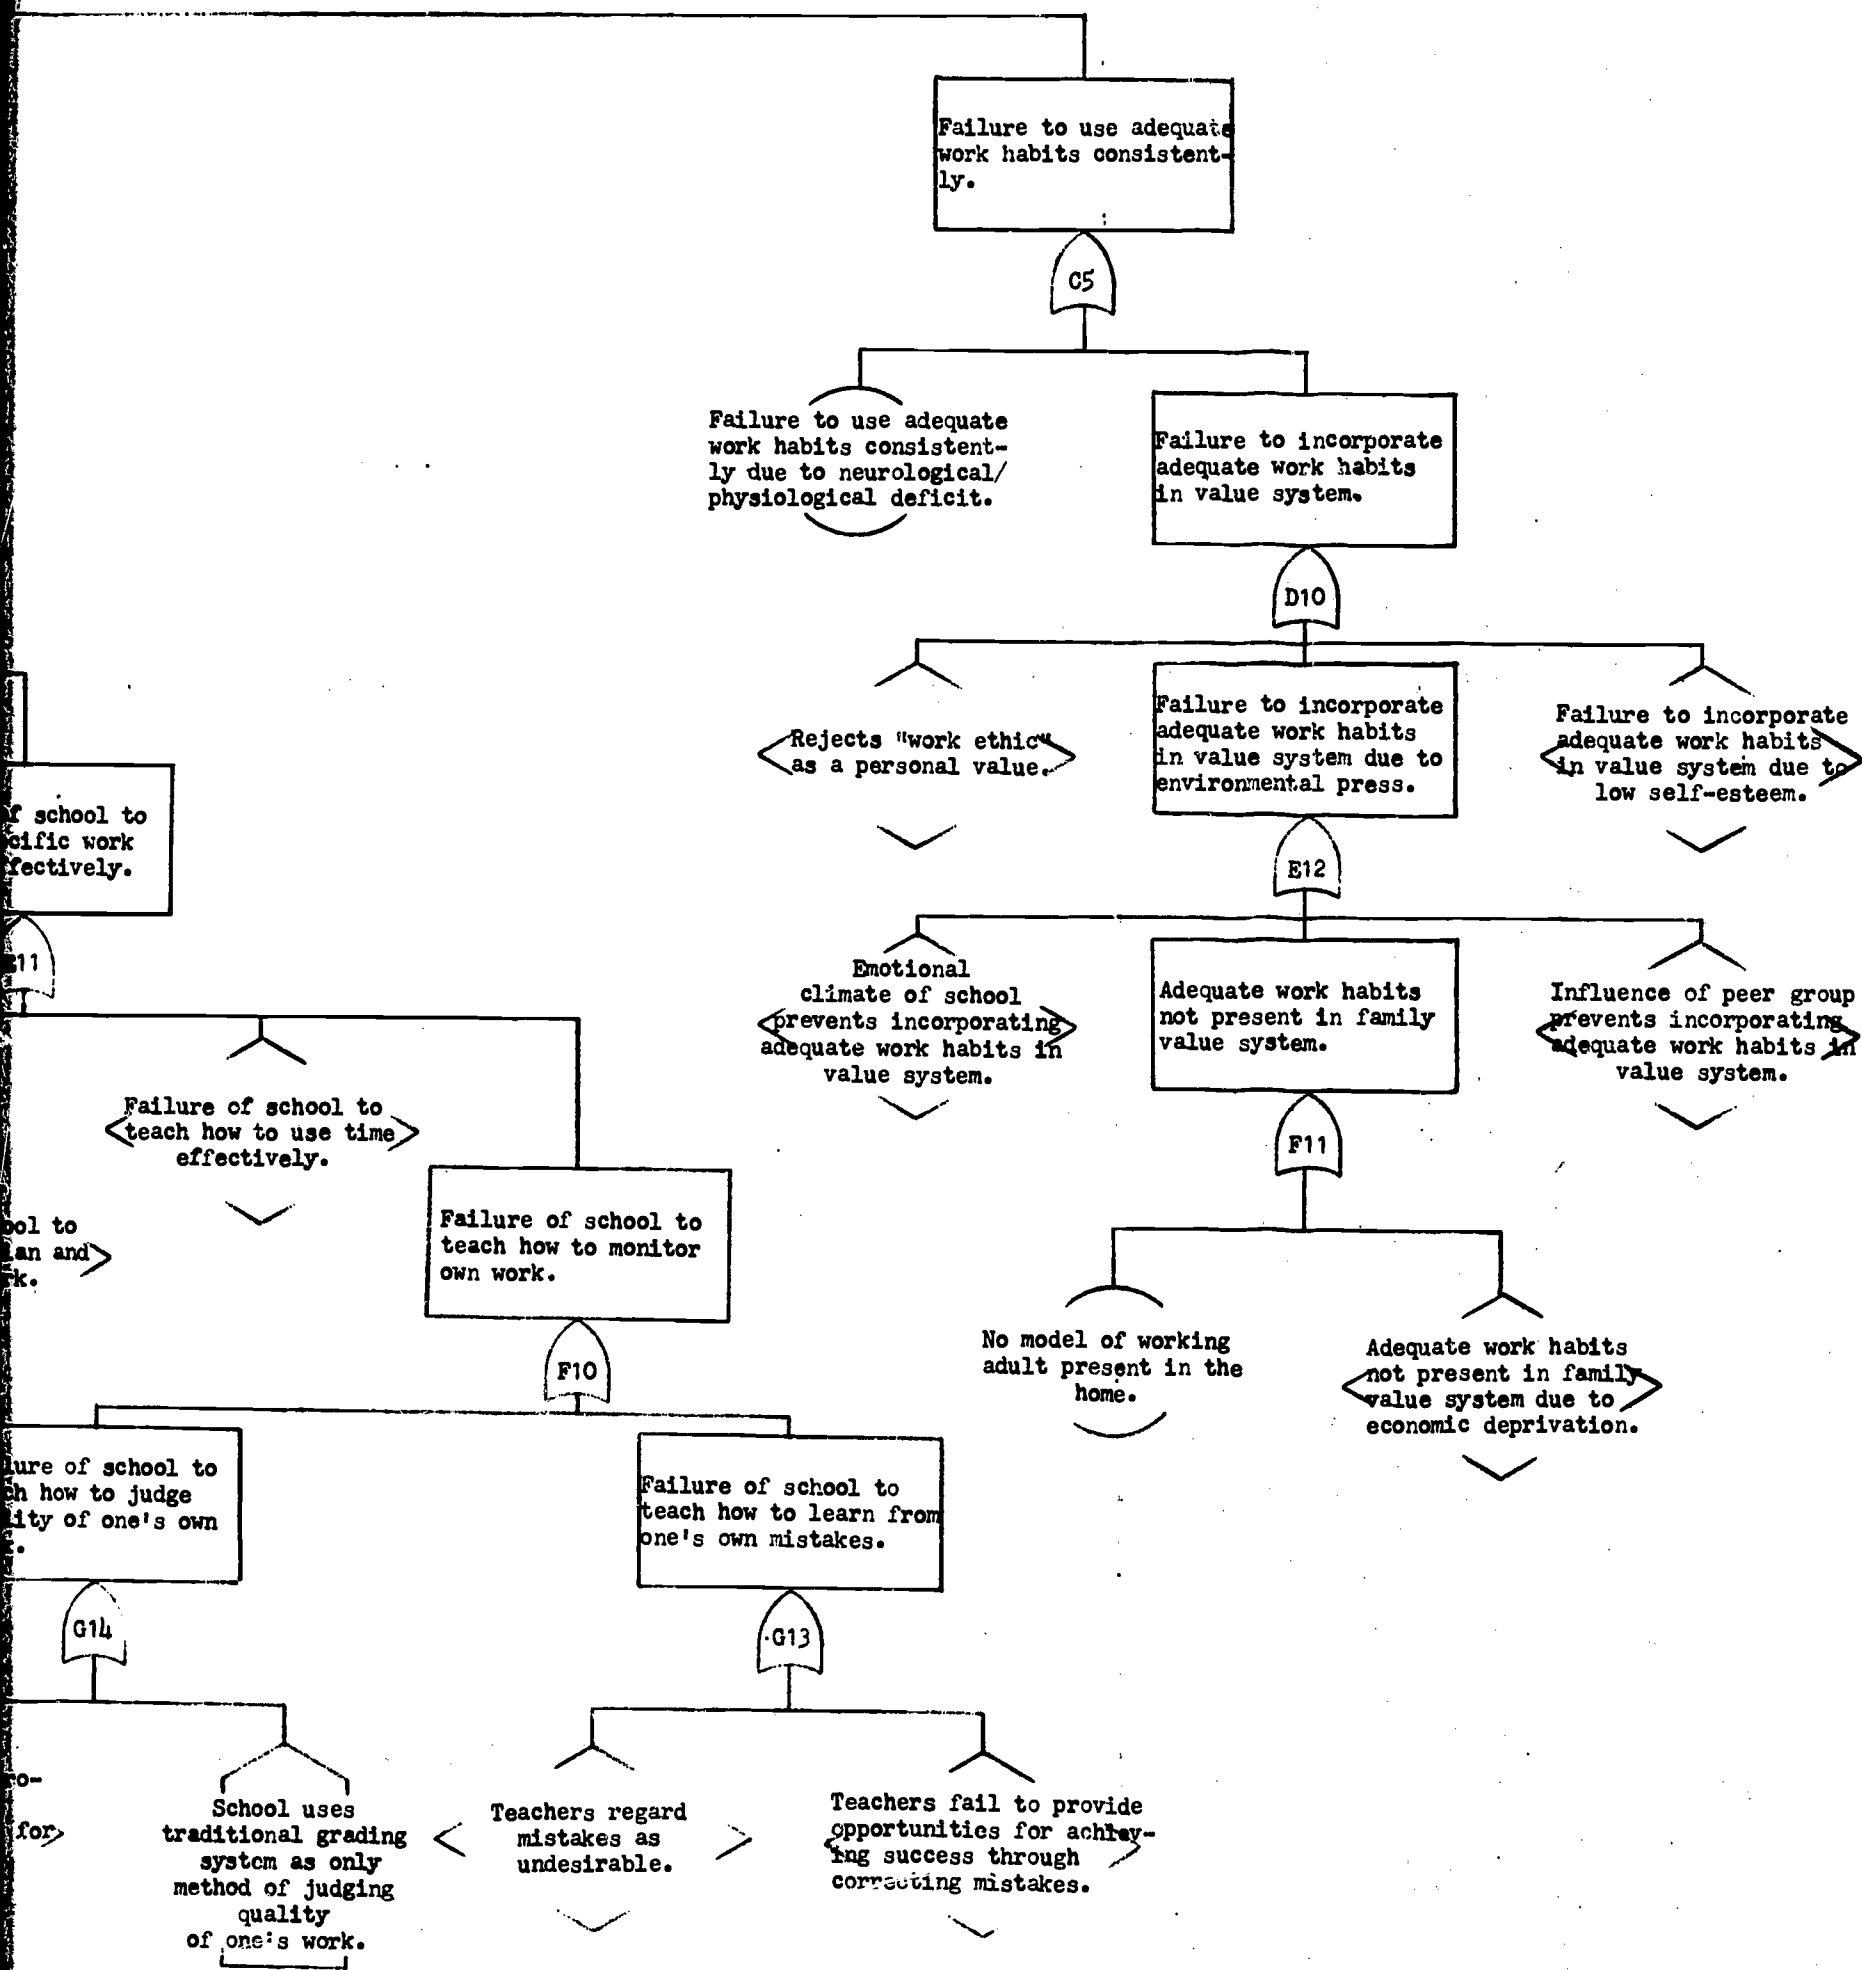 Failure to use adequate
work habits consistent-
ly.
C5
Failure to use adequate
work habits consistent-
ly due to neurological/
physiological deficit.
Failure to incorporate
adequate work habits
in value system.
D10
Rejects "work ethic"
as a personal value.
Failure to incorporate
adequate work habits
in value system due to
environmental press.
Failure to incorporate
adequate work habits
in value system due to
low self-esteem.
E12
school to
work
Emotional
climate of school
prevents incorporating
adequate work habits in
value system.
Adequate work habits
not present in family
value system.
Influence of peer group
prevents incorporating
adequate work habits in
value system.
F11
Failure of school to
teach how to use time
effectively.
to
and
Failure of school to
teach how to monitor
own work.
F10
No model of working
adult present in the
home.
Adequate work habits
not present in family
value system due to
economic deprivation.
of school to
how to judge
of one's own
Failure of school to
teach how to learn from
one's own mistakes.
G14
G13
for
School uses
traditional grading
system as only
method of judging
quality
of one's work.
Teachers regard
mistakes as
undesirable.
Teachers fail to provide
opportunities for achiev-
ing success through
correcting mistakes.